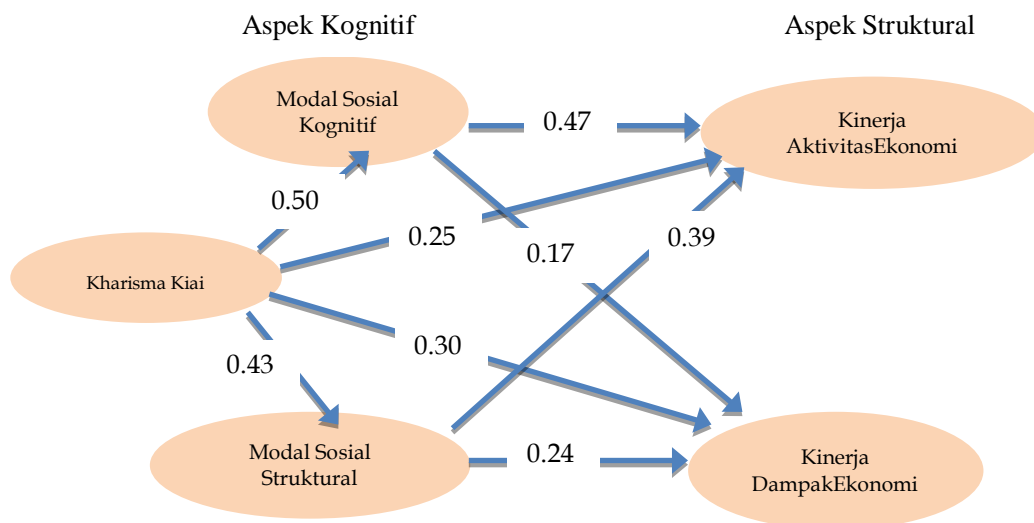 Aspek Kognitif
Aspek Struktural
Modal Sosial
Kognitif
0.47
Kinerja
AktivitasEkonomi
0.50
0.25
0.17
0.39
Kharisma Kiai
0.30
0.43
Modal Sosial
Struktural
0.24
Kinerja
DampakEkonomi